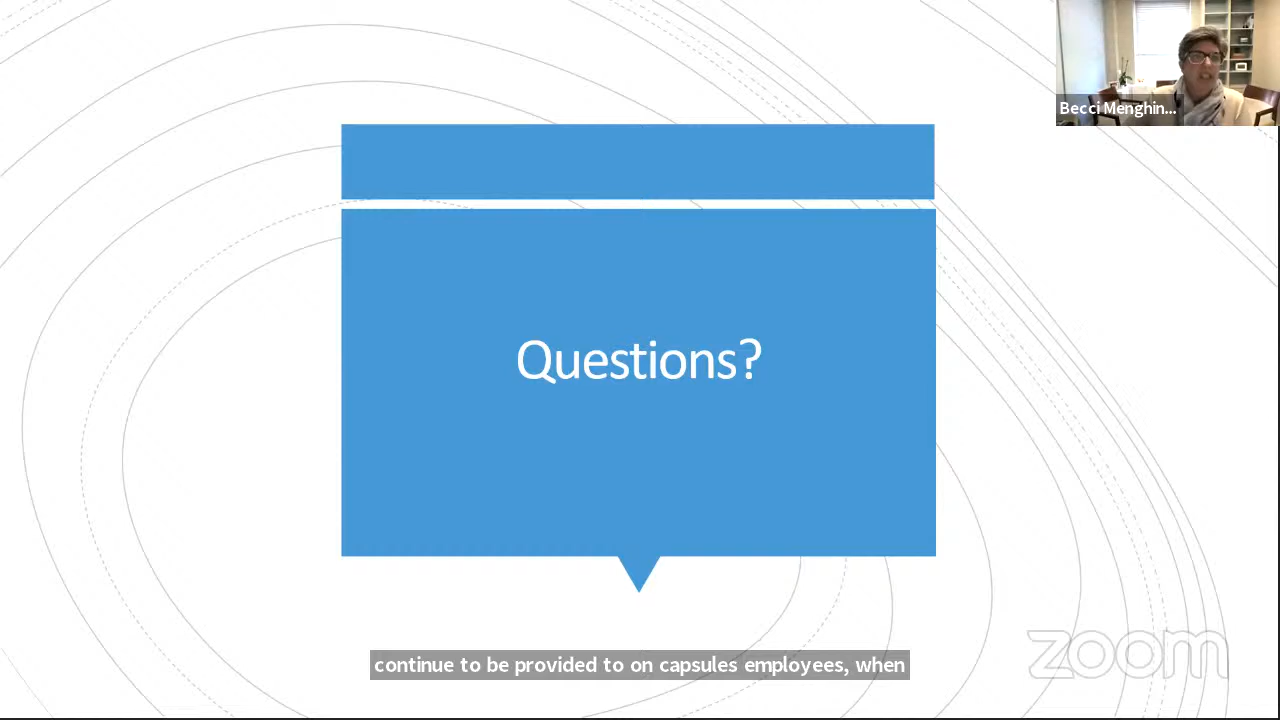 Becci Menghin...
Questions?
continue to be provided to on capsules employees, when
zoom